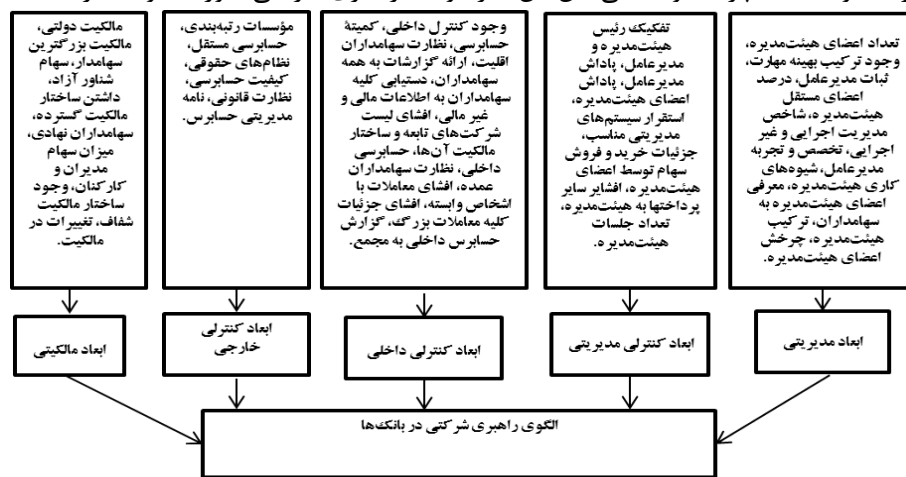 تعداد اعضای هیئت‌مدیره،
وجود ترکیب بهینه مهارت،
ثبات مدیرعامل، درصد
اعضای مستقل
هیئت‌مدیره، شاخص
مدیریت اجرایی و غیر
اجرایی، تخصص و تجربه
مدیرعامل، شیوه‌های
کاری هیئت‌مدیره، معرفی
اعضای هیئت‌مدیره به
سهامداران، ترکیب
هیئت‌مدیره، چرخش
اعضای هیئت‌مدیره.
تفکیک رئیس
هیئت‌مدیره و
مدیرعامل، پاداش
مدیرعامل، پاداش
اعضای هیئت‌مدیره،
استقرار سیستم‌های
مدیریتی مناسب،
جزئیات خرید و فروش
سهام توسط اعضای
هیئت‌مدیره، افشایر سایر
پرداختها به هیئت‌مدیره،
تعداد جلسات
هیئت‌مدیره.
وجود کنترل داخلی، کمیتهٔ
حسابرسی، نظارت سهامداران
اقلیت، ارائه گزارشات به همه
سهامداران، دستیابی کلیه
سهامداران به اطلاعات مالی و
غیر مالی، افشای لیست
شرکت‌های تابعه و ساختار
مالکیت آن‌ها، حسابرسی
داخلی، نظارت سهامداران
عمده، افشای معاملات با
اشخاص وابسته، افشای جزئیات
کلیه معاملات بزرگ، گزارش
حسابرس داخلی به مجمع.
مؤسسات رتبه‌بندی،
حسابرسی مستقل،
نظام‌های حقوقی،
کیفیت حسابرسی،
نظارت قانونی، نامه
مدیریتی حسابرس.
مالکیت دولتی،
مالکیت بزرگترین
سهامدار، سهام
شناور آزاد،
داشتن ساختار
مالکیت گسترده،
سهامداران نهادی،
میزان سهام
مدیران و
کارکنان، وجود
ساختار مالکیت
شفاف، تغییرات در
مالکیت.
ابعاد مدیریتی
ابعاد کنترلی مدیریتی
ابعاد کنترلی داخلی
ابعاد کنترلی
خارجی
ابعاد مالکیتی
الگوی راهبری شرکتی در بانک‌ها